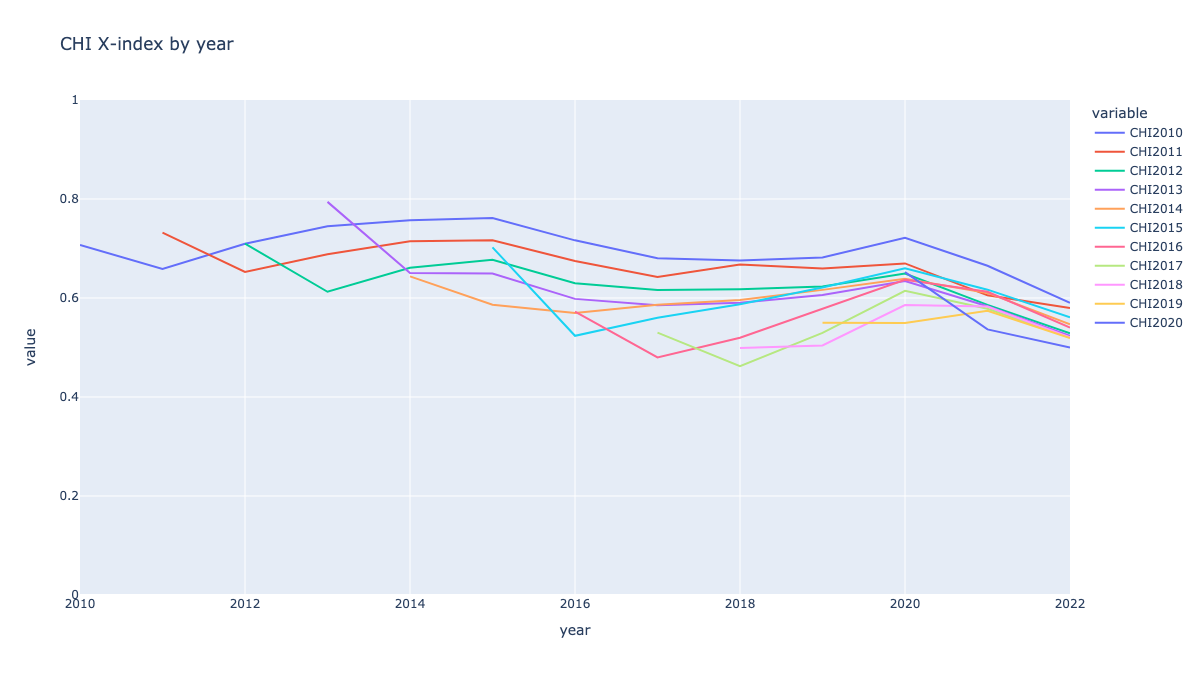 CHI X-index by year
1
0.8
0.6
0.4
0.2
0
value
2010
2012
2014
2016
2018
2020
2022
year
variable
CHI2010
CHI2011
CHI2012
CHI2013
CHI2014
CHI2015
CHI2016
CHI2017
CHI2018
CHI2019
CHI2020